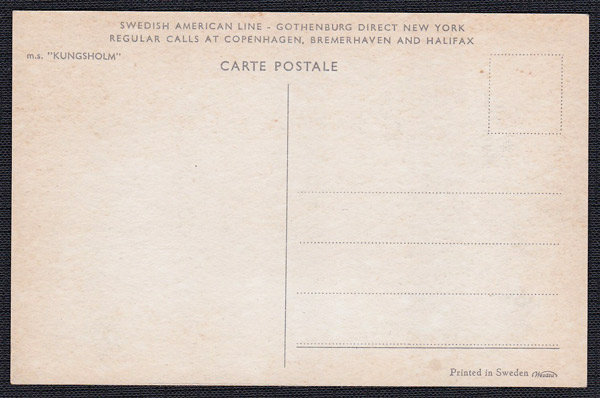 SWEDISH AMERICAN LINE - GOTHENBURG DIRECT NEW YORK
REGULAR CALLS AT COPENHAGEN, BREMERHAVEN AND HALIFAX
m.s. "KUNGSHOLM"
CARTE POSTALE
Printed in Sweden